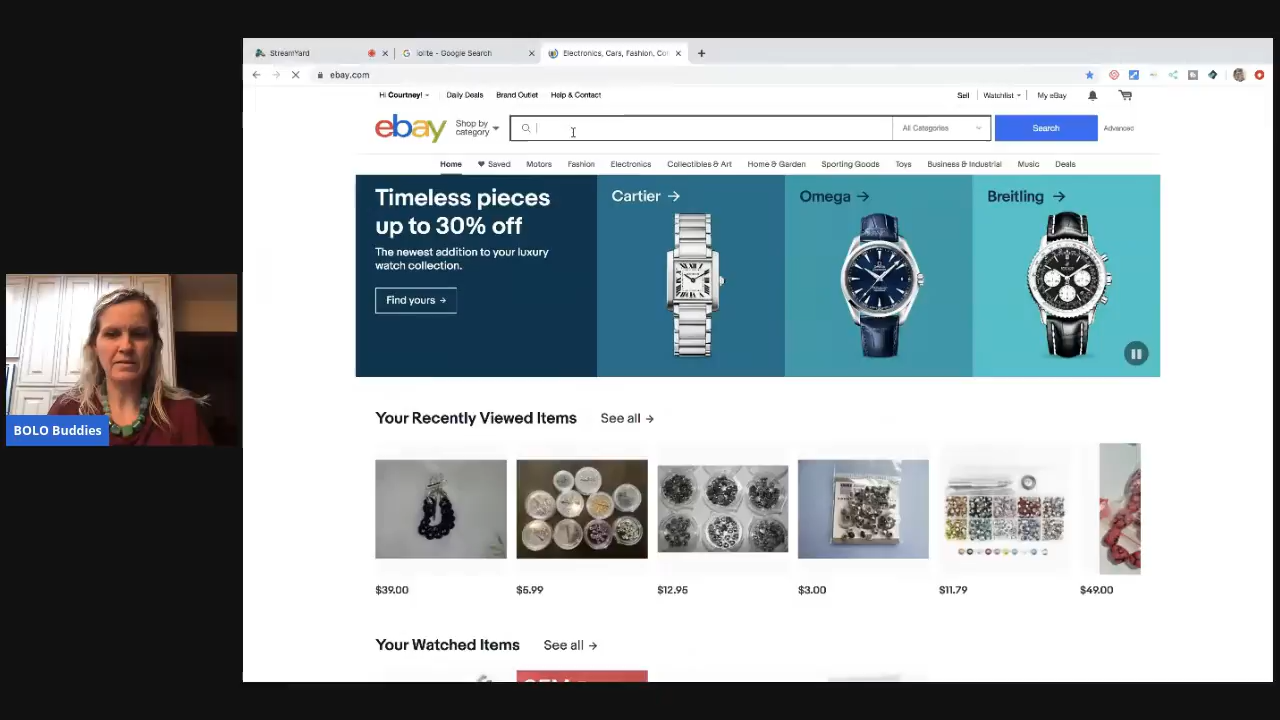 StreamYard
iolite - Google Search
Electronics, Cars, Fashion, Co
ebay.com
Hi Courtney!
Daily Deals
Brand Outlet
Help & Contact
Sell
Watchlist
My eBay
ebay
Shop by
category
All Categories
Search
Advanced
Home
Saved
Motors
Fashion
Electronics
Collectibles & Art
Home & Garden
Sporting Goods
Toys
Business & Industrial
Music
Deals
Timeless pieces
up to 30% off
The newest addition to your luxury
watch collection.
Find yours →
Cartier →
Omega →
Breitling →
BOLO Buddies
Your Recently Viewed Items
See all →
$39.00
$5.99
$12.95
$3.00
$11.79
$49.00
Your Watched Items
See all →